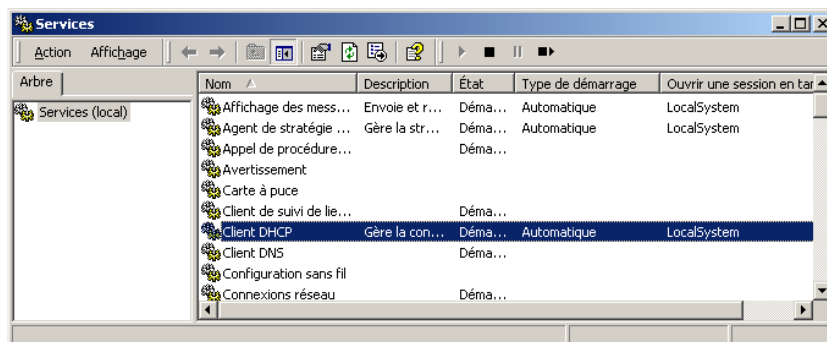 Services
Action Affichage
Arbre
Services (local)
Nom Description État Type de démarrage Ouvrir une session en tar
Affichage des mess... Envoie et r... Déma... Automatique LocalSystem
Agent de stratégie ... Gère la str... Déma... Automatique LocalSystem
Appel de procédure... Déma...
Avertissement
Carte à puce
Client de suivi de lie... Déma...
Client DHCP Gère la con... Déma... Automatique LocalSystem
Client DNS Déma...
Configuration sans fil
Connexions réseau Déma...